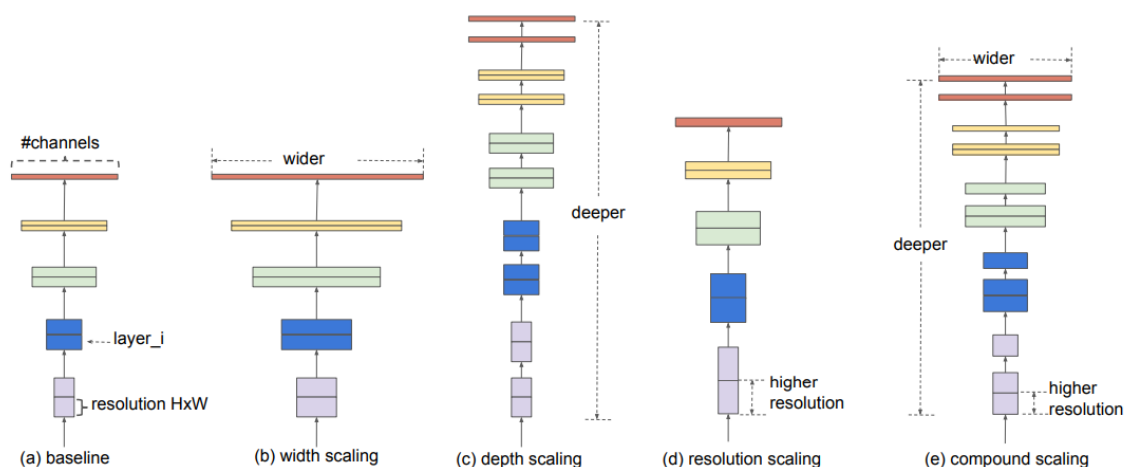 #channels
layer_i
resolution HxW
(a) baseline
wider
(b) width scaling
deeper
(c) depth scaling
higher
resolution
(d) resolution scaling
wider
deeper
higher
resolution
(e) compound scaling